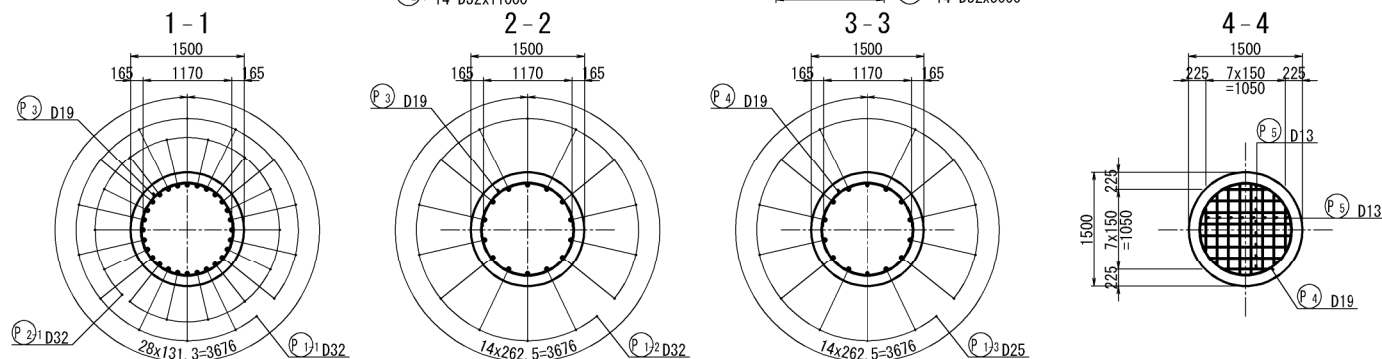 14-D32x11000
1-1
1500
165 1170 165
P3 D19
P2-1 D32
28x131.3=3676
P1-1 D32
2-2
1500
165 1170 165
P3 D19
14x262.5=3676
P1-2 D32
3-3
1500
165 1170 165
P4 D19
14x262.5=3676
P1-3 D25
4-4
1500
225 7x150 225
=1050
P5 D13
225
1500
7x150
=1050
225
P5 D13
P4 D19